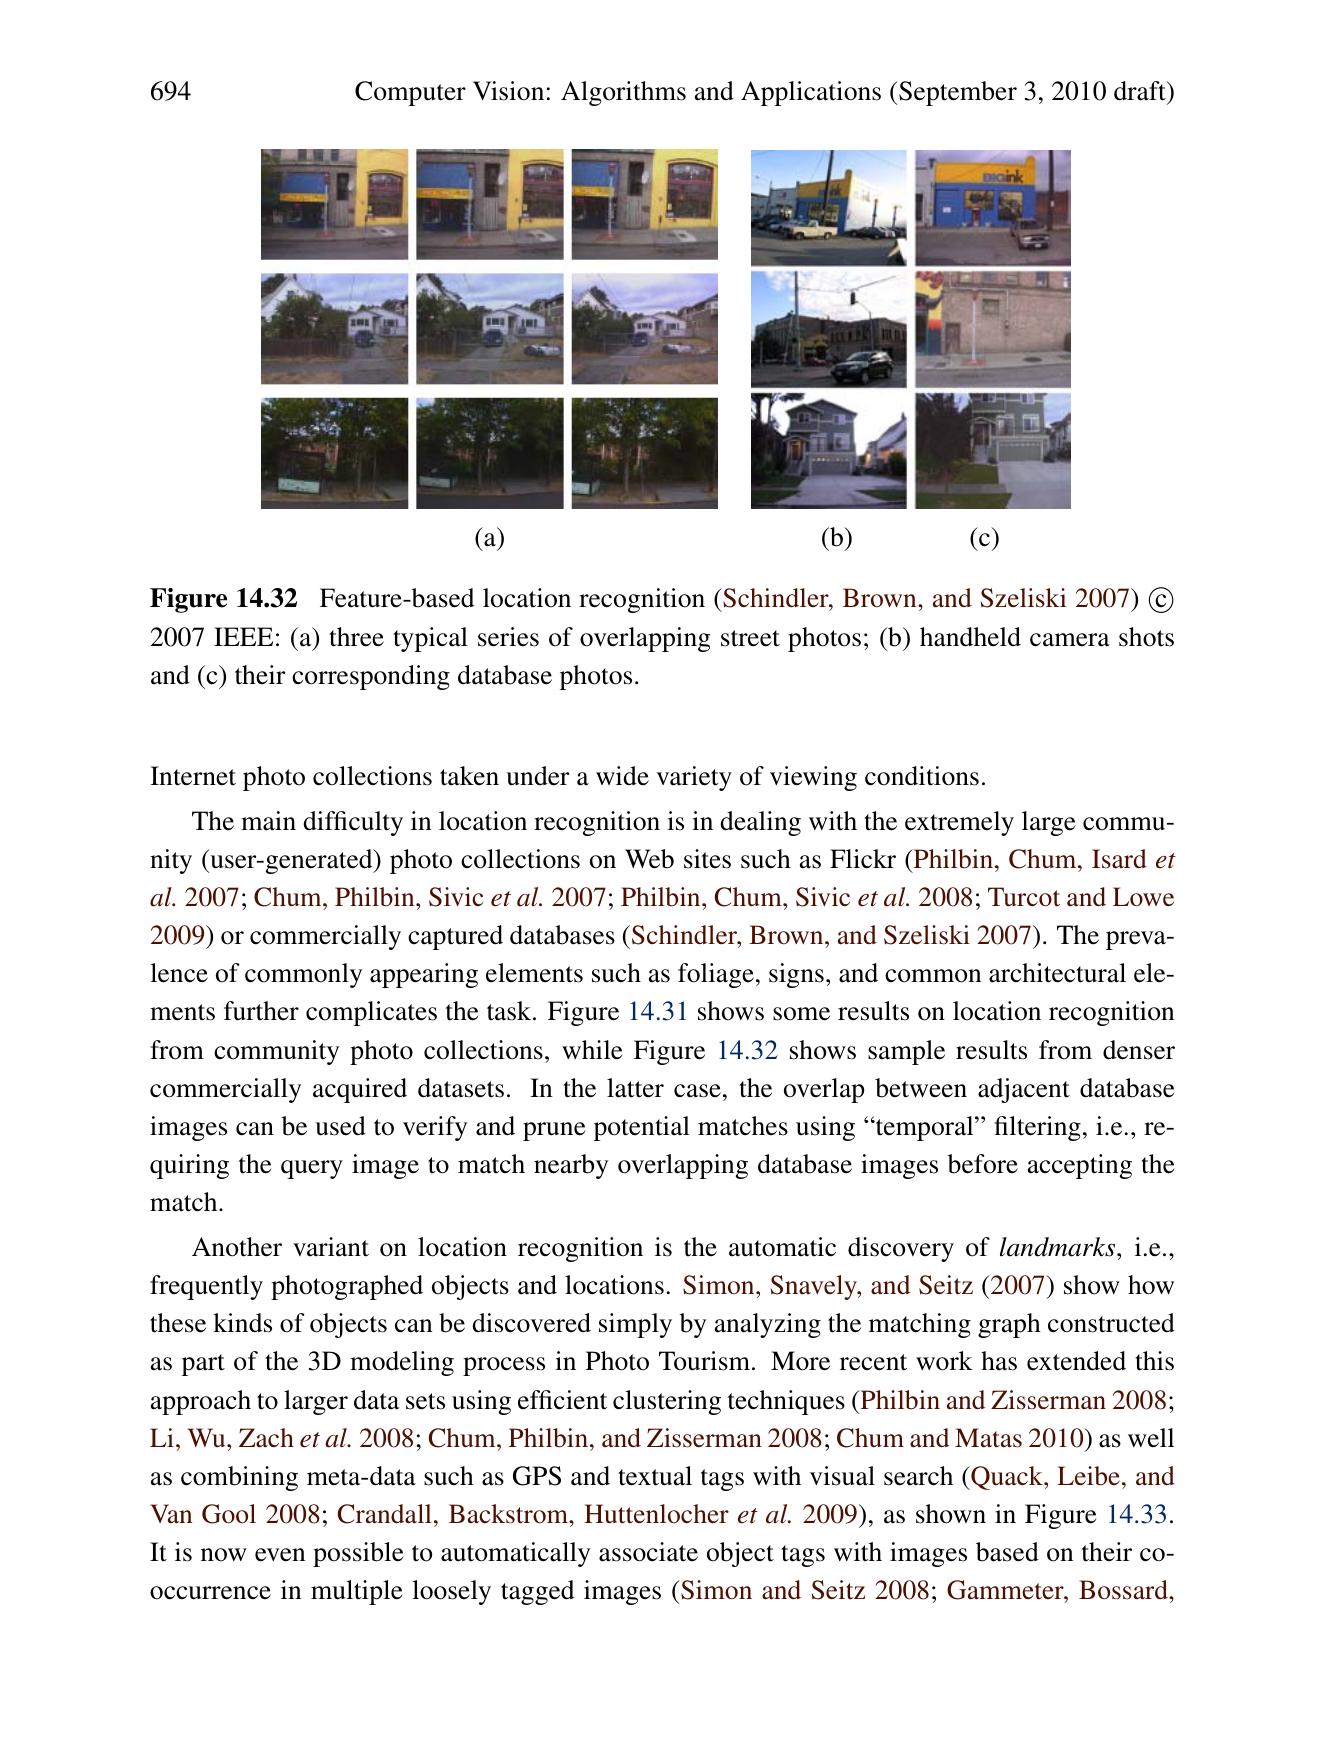 694 Computer Vision: Algorithms and Applications (September 3, 2010 draft)
BIGink
(a) (b) (c)
Figure 14.32 Feature-based location recognition (Schindler, Brown, and Szeliski 2007) ©
2007 IEEE: (a) three typical series of overlapping street photos; (b) handheld camera shots
and (c) their corresponding database photos.
Internet photo collections taken under a wide variety of viewing conditions.
The main difficulty in location recognition is in dealing with the extremely large commu-
nity (user-generated) photo collections on Web sites such as Flickr (Philbin, Chum, Isard et
al. 2007; Chum, Philbin, Sivic et al. 2007; Philbin, Chum, Sivic et al. 2008; Turcot and Lowe
2009) or commercially captured databases (Schindler, Brown, and Szeliski 2007). The preva-
lence of commonly appearing elements such as foliage, signs, and common architectural ele-
ments further complicates the task. Figure 14.31 shows some results on location recognition
from community photo collections, while Figure 14.32 shows sample results from denser
commercially acquired datasets. In the latter case, the overlap between adjacent database
images can be used to verify and prune potential matches using “temporal” filtering, i.e., re-
quiring the query image to match nearby overlapping database images before accepting the
match.
Another variant on location recognition is the automatic discovery of landmarks, i.e.,
frequently photographed objects and locations. Simon, Snavely, and Seitz (2007) show how
these kinds of objects can be discovered simply by analyzing the matching graph constructed
as part of the 3D modeling process in Photo Tourism. More recent work has extended this
approach to larger data sets using efficient clustering techniques (Philbin and Zisserman 2008;
Li, Wu, Zach et al. 2008; Chum, Philbin, and Zisserman 2008; Chum and Matas 2010) as well
as combining meta-data such as GPS and textual tags with visual search (Quack, Leibe, and
Van Gool 2008; Crandall, Backstrom, Huttenlocher et al. 2009), as shown in Figure 14.33.
It is now even possible to automatically associate object tags with images based on their co-
occurrence in multiple loosely tagged images (Simon and Seitz 2008; Gammeter, Bossard,